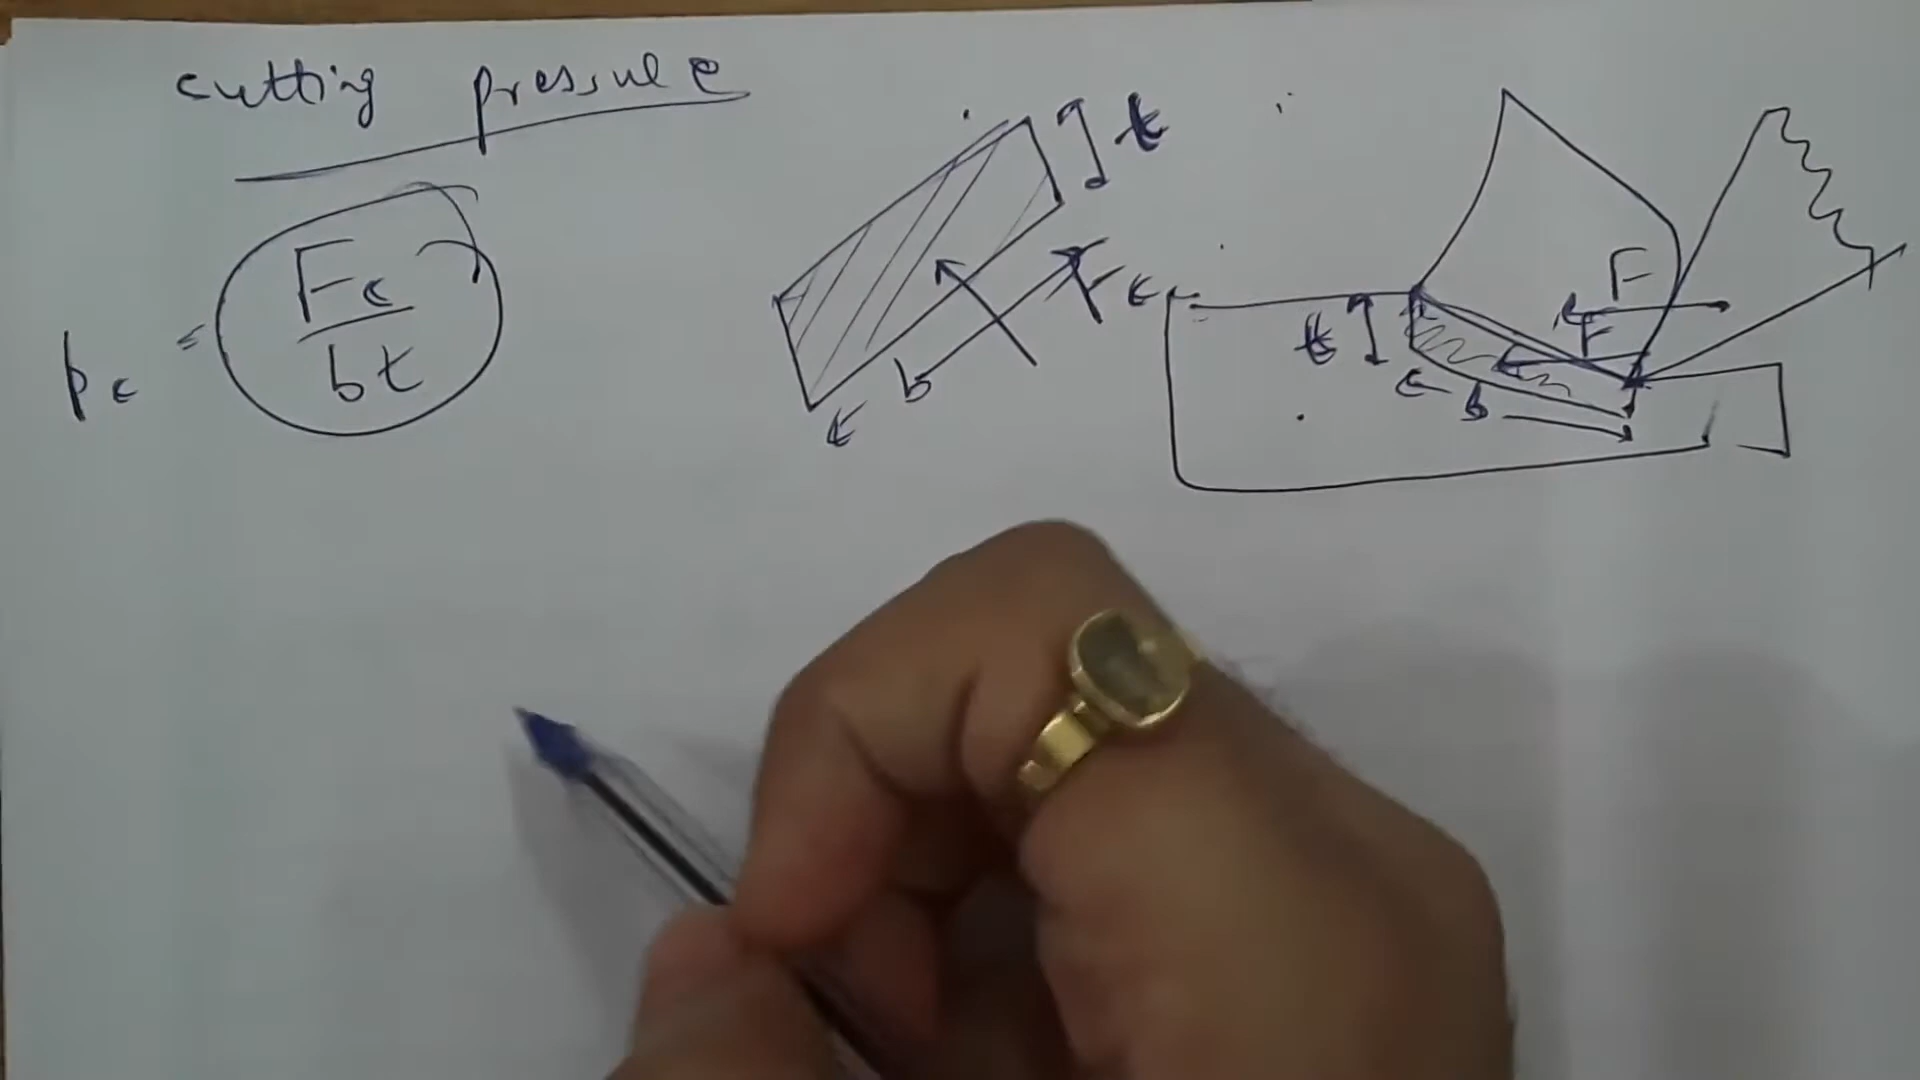 cutting pressure
t
Pc = Fc / bt
b
Fc
F
F
t
b